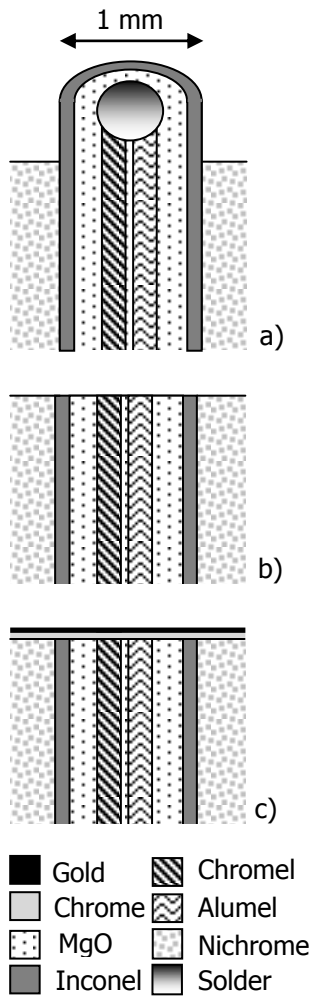 1 mm
a)
b)
c)
Gold
Chromel
Chrome
Alumel
MgO
Nichrome
Inconel
Solder